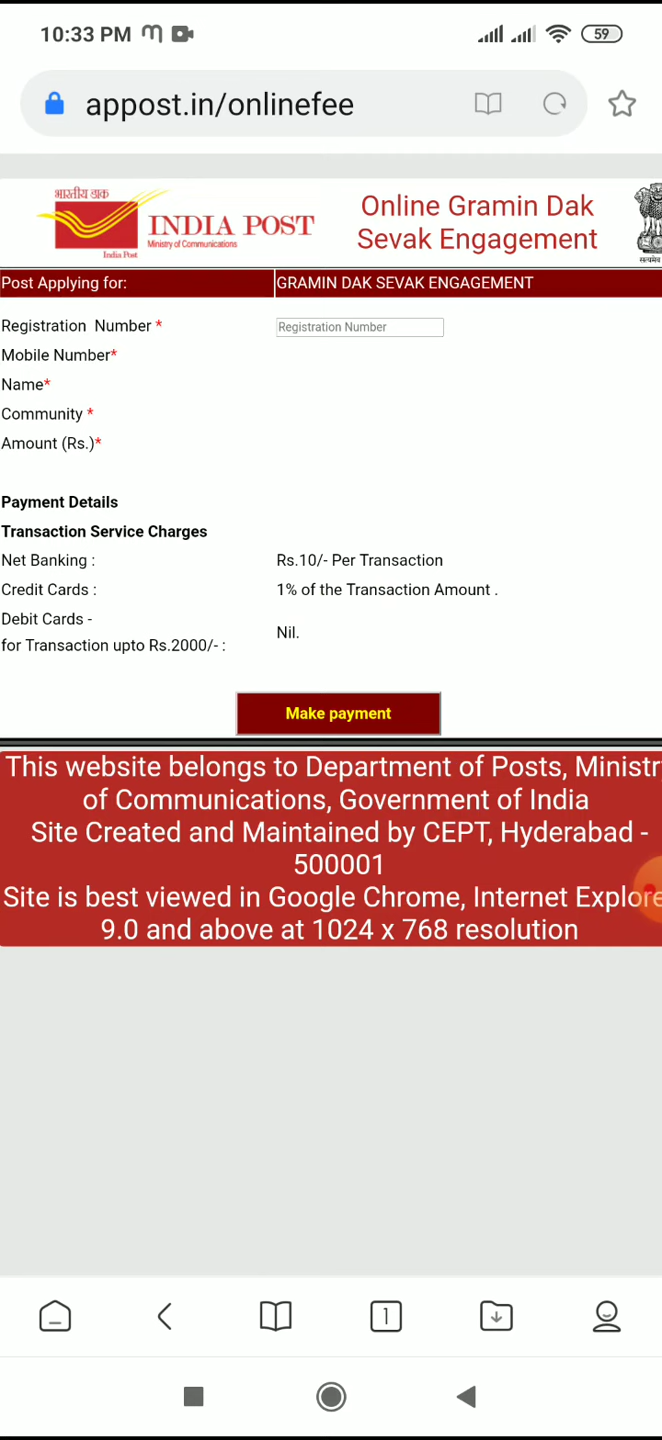 10:33 PM
59
appost.in/onlinefee
भारतीय डाक
India Post
INDIA POST
Ministry of Communications
Online Gramin Dak
Sevak Engagement
सत्यमेव
Post Applying for: GRAMIN DAK SEVAK ENGAGEMENT
Registration Number * Registration Number
Mobile Number*
Name*
Community *
Amount (Rs.)*
Payment Details
Transaction Service Charges
Net Banking : Rs.10/- Per Transaction
Credit Cards : 1% of the Transaction Amount .
Debit Cards -
for Transaction upto Rs.2000/- : Nil.
Make payment
This website belongs to Department of Posts, Ministr
of Communications, Government of India
Site Created and Maintained by CEPT, Hyderabad -
500001
Site is best viewed in Google Chrome, Internet Explore
9.0 and above at 1024 x 768 resolution
1